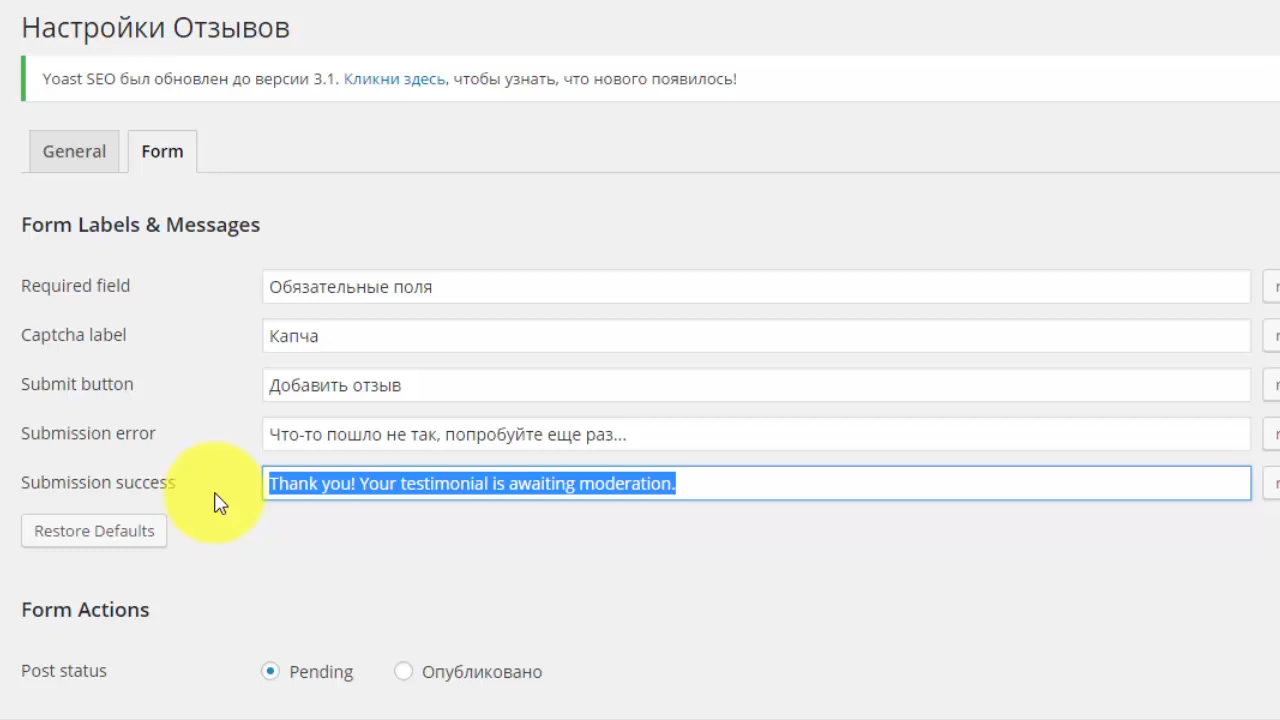 Настройки Отзывов
Yoast SEO был обновлен до версии 3.1. Кликни здесь, чтобы узнать, что нового появилось!
General Form
Form Labels & Messages
Required field Обязательные поля
Captcha label Капча
Submit button Добавить отзыв
Submission error Что-то пошло не так, попробуйте еще раз...
Submission success Thank you! Your testimonial is awaiting moderation.
Restore Defaults
Form Actions
Post status Pending Опубликовано